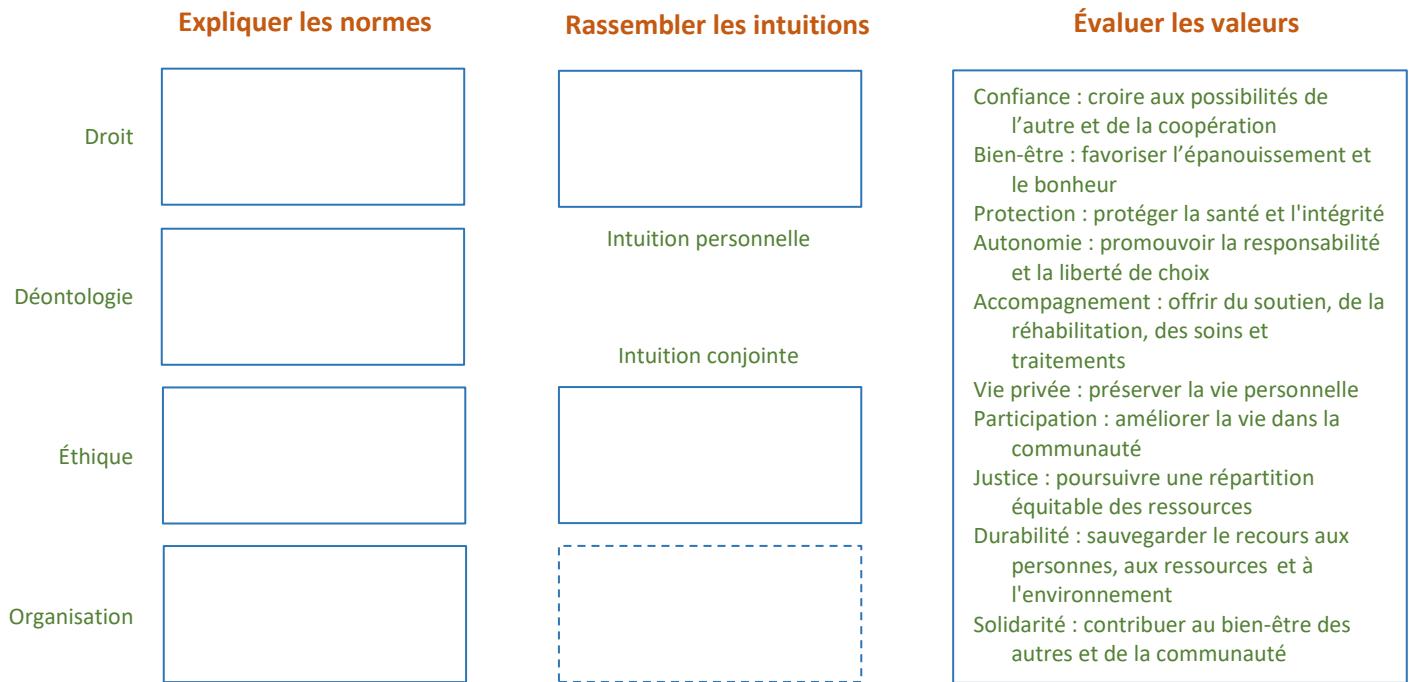 Expliquer les normes
Droit
Déontologie
Éthique
Organisation
Rassembler les intuitions
Intuition personnelle
Intuition conjointe
Évaluer les valeurs
Confiance : croire aux possibilités de
l’autre et de la coopération
Bien-être : favoriser l’épanouissement et
le bonheur
Protection : protéger la santé et l'intégrité
Autonomie : promouvoir la responsabilité
et la liberté de choix
Accompagnement : offrir du soutien, de la
réhabilitation, des soins et
traitements
Vie privée : préserver la vie personnelle
Participation : améliorer la vie dans la
communauté
Justice : poursuivre une répartition
équitable des ressources
Durabilité : sauvegarder le recours aux
personnes, aux ressources et à
l'environnement
Solidarité : contribuer au bien-être des
autres et de la communauté